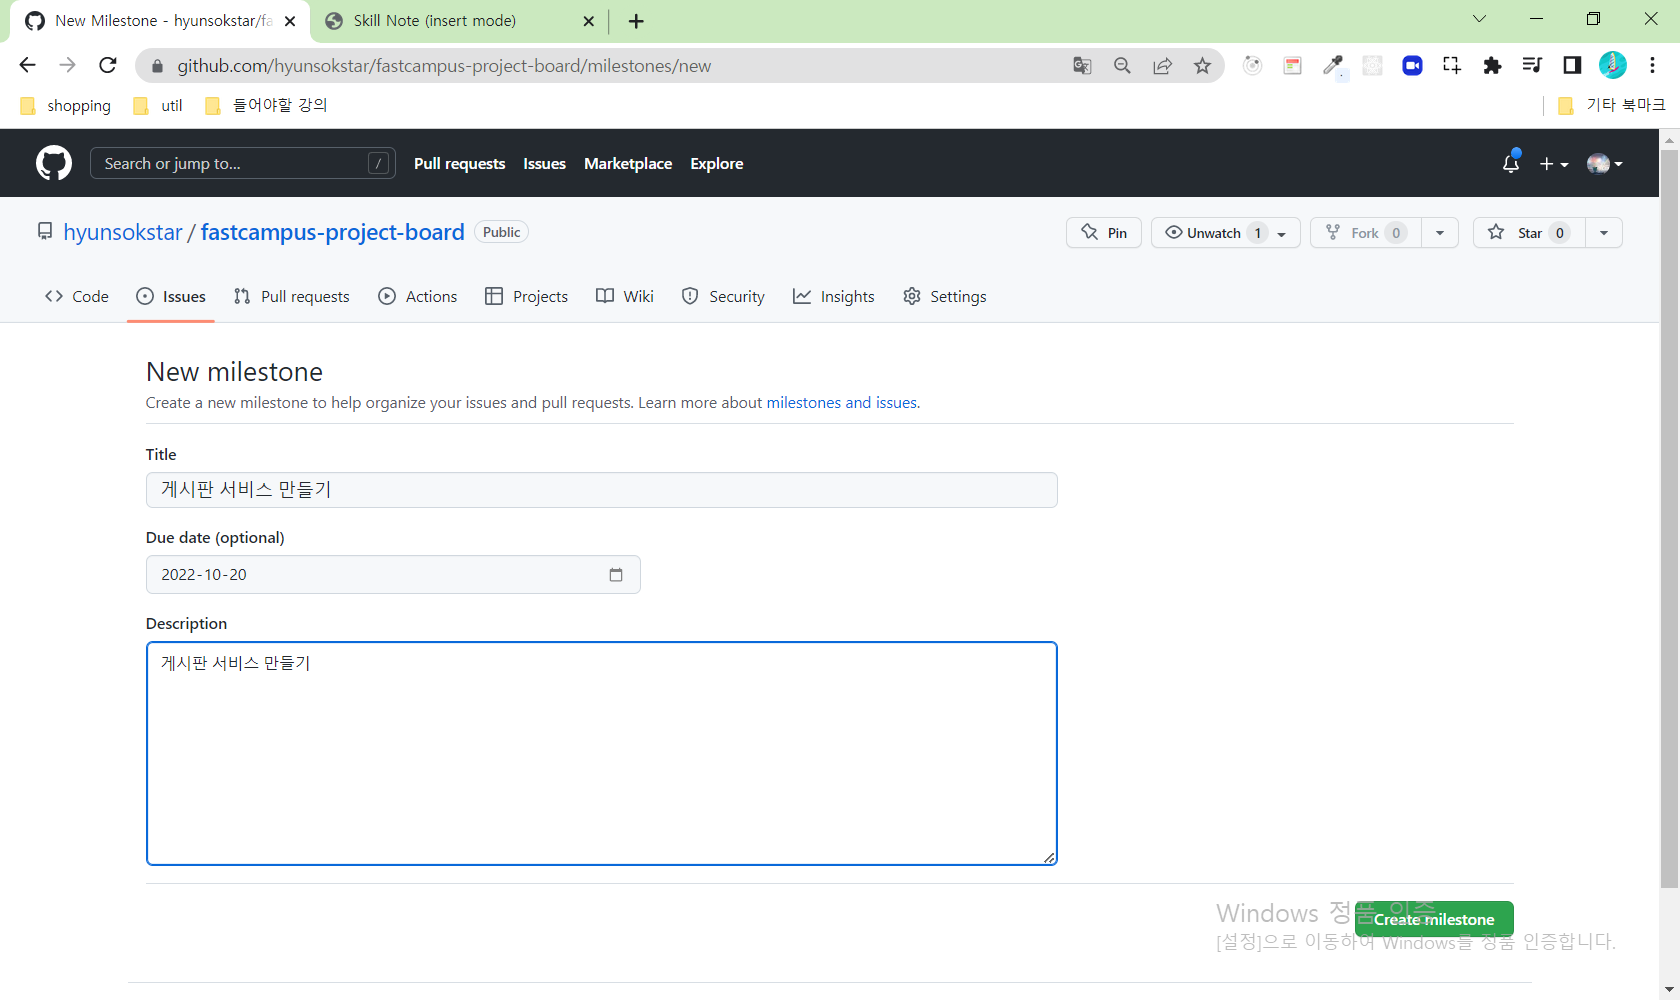 New Milestone - hyunsokstar/fa
Skill Note (insert mode)
github.com/hyunsokstar/fastcampus-project-board/milestones/new
shopping
util
들어야할 강의
기타 북마크
Search or jump to...
/
Pull requests
Issues
Marketplace
Explore
hyunsokstar / fastcampus-project-board
Public
Pin
Unwatch 1
Fork 0
Star 0
Code
Issues
Pull requests
Actions
Projects
Wiki
Security
Insights
Settings
New milestone
Create a new milestone to help organize your issues and pull requests. Learn more about milestones and issues.
Title
게시판 서비스 만들기
Due date (optional)
2022-10-20
Description
게시판 서비스 만들기
Create milestone
Windows 정품 인증
[설정]으로 이동하여 Windows를 정품 인증합니다.